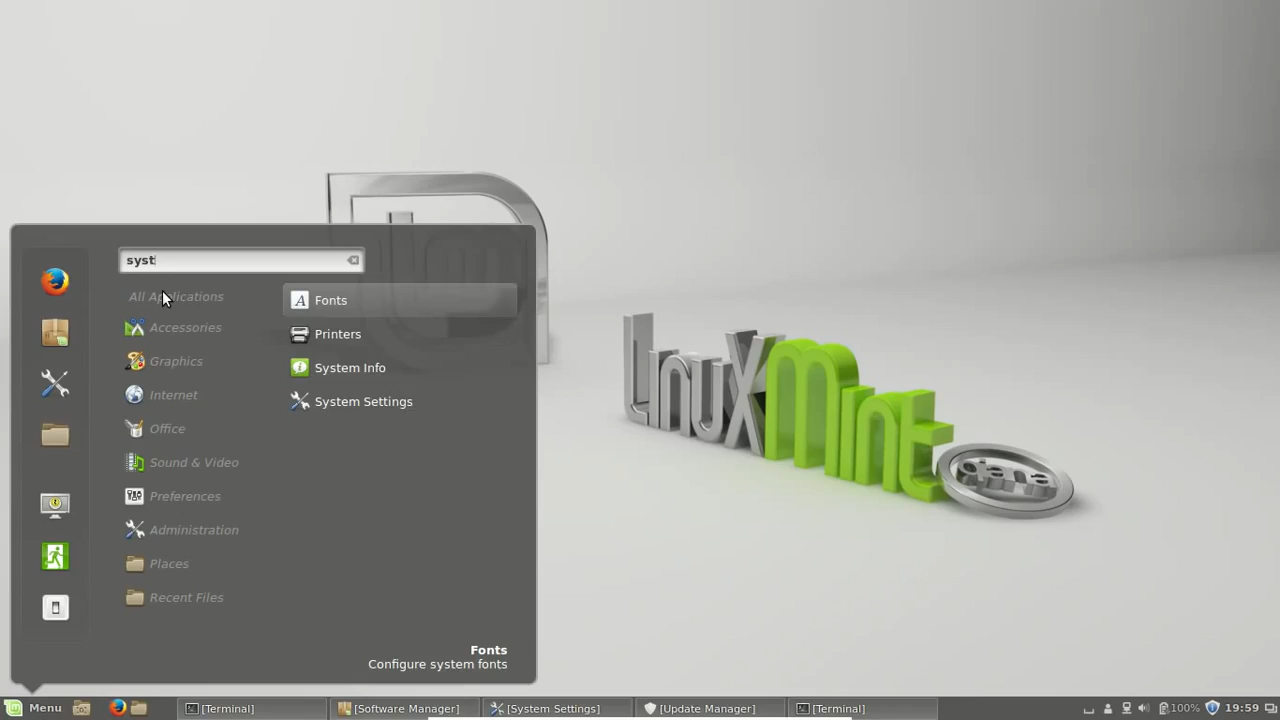 syst
All Applications
Accessories
Graphics
Internet
Office
Sound & Video
Preferences
Administration
Places
Recent Files
Fonts
Printers
System Info
System Settings
Fonts
Configure system fonts
LinuxMint
Menu
[Terminal]
[Software Manager]
[System Settings]
[Update Manager]
[Terminal]
100%
19:59